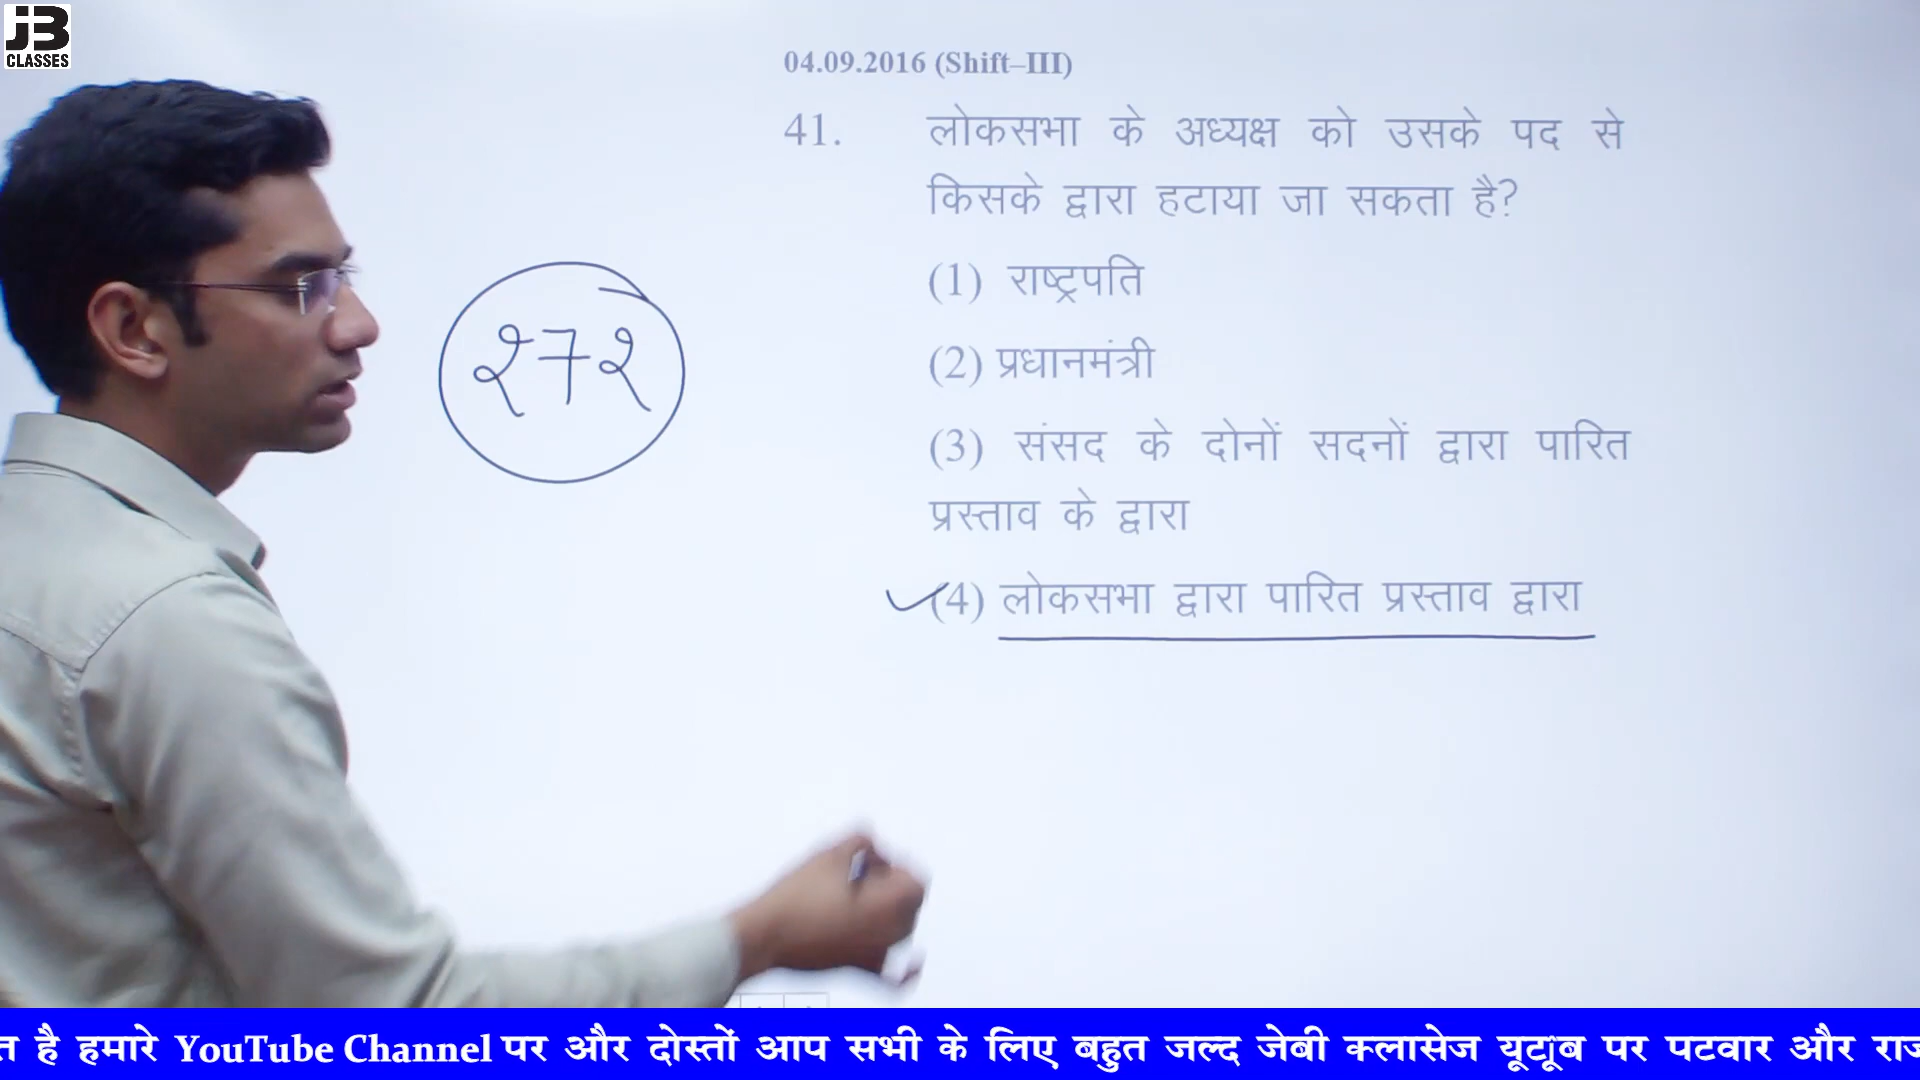 JB
CLASSES
04.09.2016 (Shift–III)
41. लोकसभा के अध्यक्ष को उसके पद से
किसके द्वारा हटाया जा सकता है?
(1) राष्ट्रपति
(2) प्रधानमंत्री
(3) संसद के दोनों सदनों द्वारा पारित
प्रस्ताव के द्वारा
(4) लोकसभा द्वारा पारित प्रस्ताव द्वारा
२7२
है हमारे YouTube Channel पर और दोस्तों आप सभी के लिए बहुत जल्द जेबी क्लासेज यूट्यूब पर पटवार और